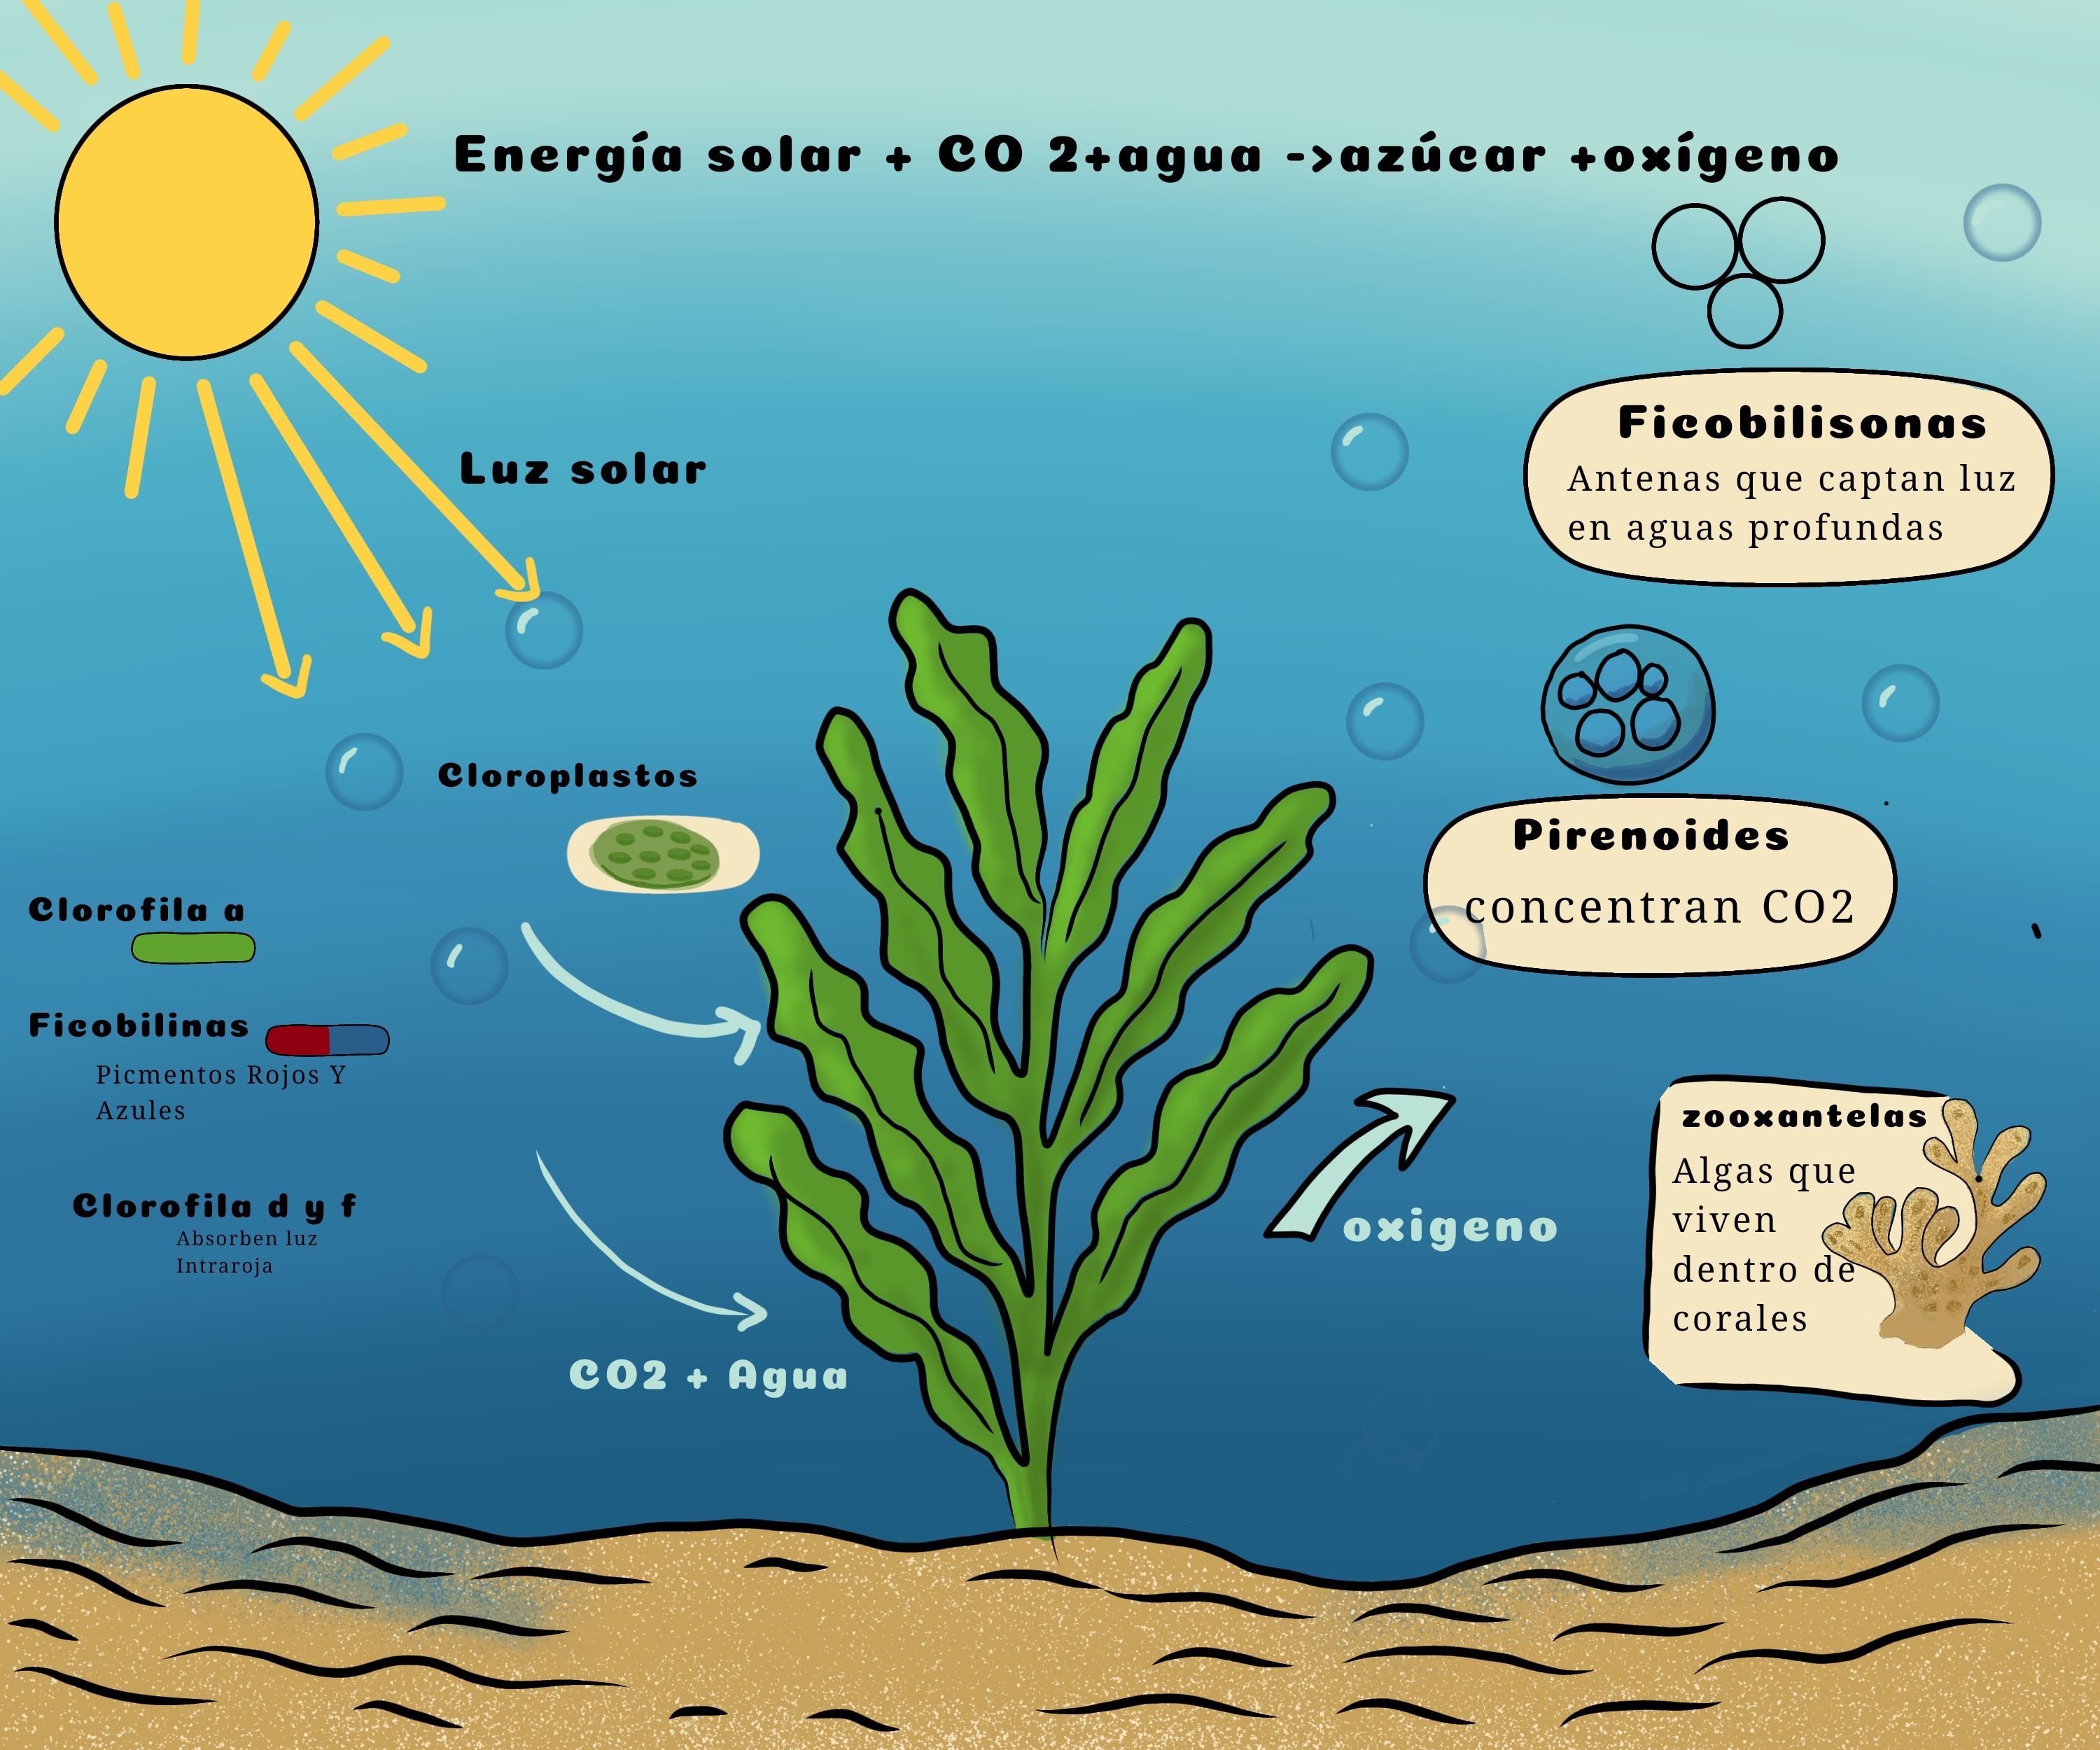 Energía solar + CO 2+agua ->azúcar +oxígeno
Luz solar
Ficobilisonas
Antenas que captan luz
en aguas profundas
Cloroplastos
Pirenoides
concentran CO2
Clorofila a
Ficobilinas
Picmentos Rojos Y
Azules
Clorofila d y f
Absorben luz
Intraroja
CO2 + Agua
oxigeno
zooxantelas
Algas que
viven
dentro de
corales